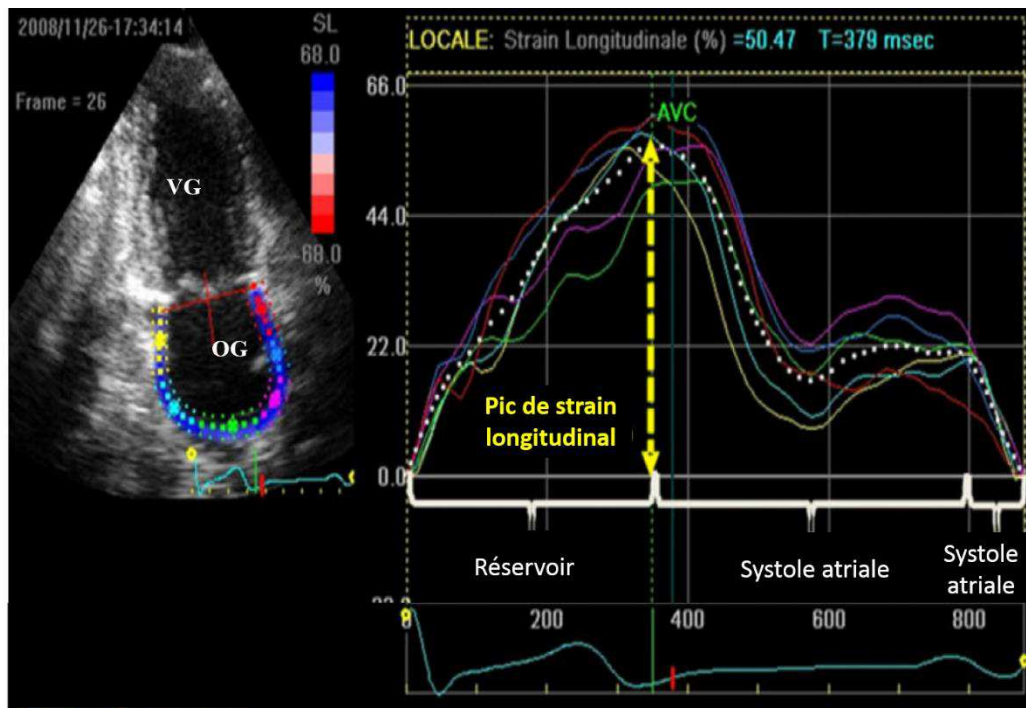 2008/11/26-17:34:14
SL
68.0
Frame = 26
-68.0
%
VG
OG
LOCALE: Strain Longitudinale (%) =50.47 T=379 msec
66.0
AVC
44.0
22.0
Pic de strain
longitudinal
0.0
Réservoir
Systole atriale
Systole
atriale
0
200
400
600
800